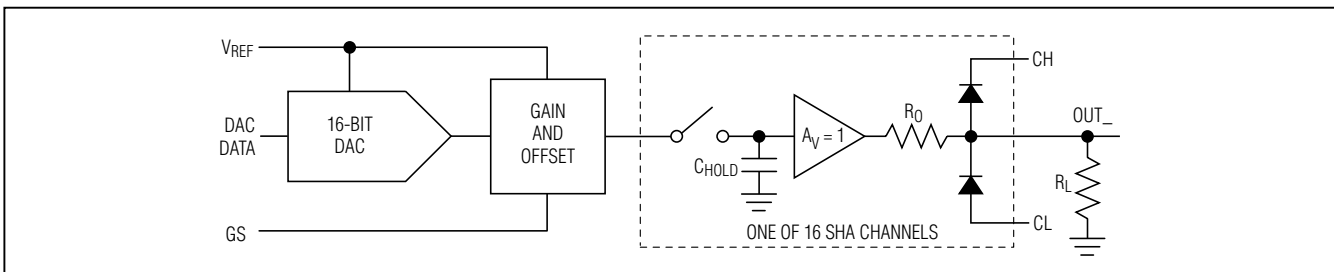 VREF
DAC
DATA
16-BIT
DAC
GAIN
AND
OFFSET
GS
CHOLD
AV = 1
RO
CH
OUT_
RL
CL
ONE OF 16 SHA CHANNELS